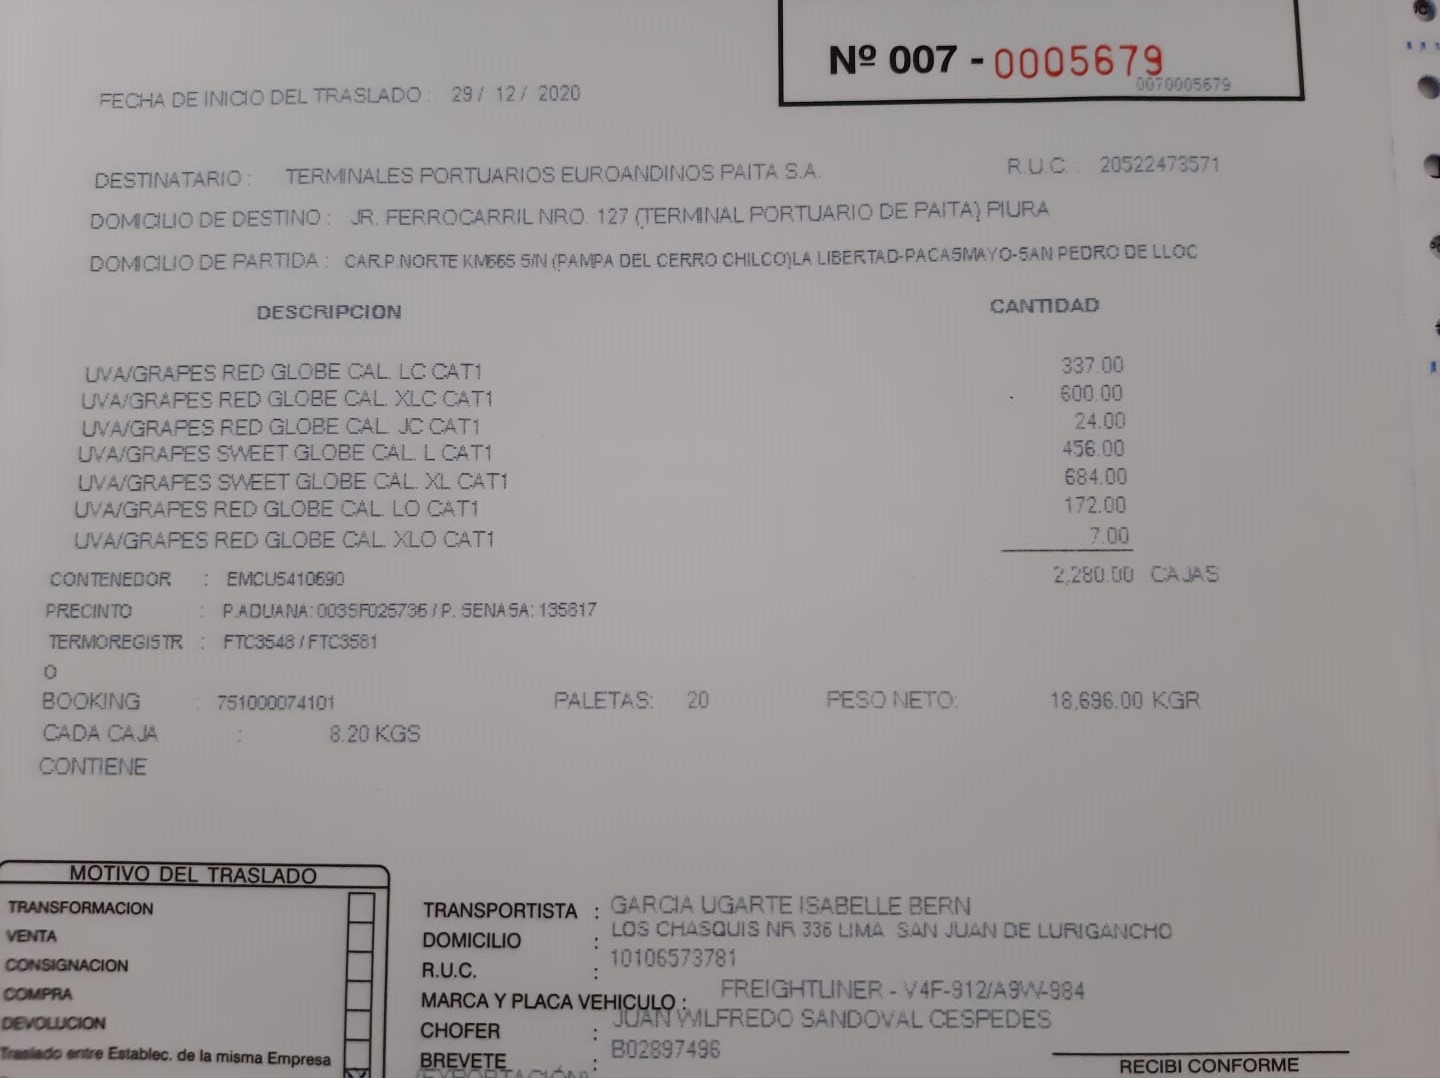 Nº 007 - 0005679
0070005679
FECHA DE INICIO DEL TRASLADO : 29/ 12 / 2020
DESTINATARIO : TERMINALES PORTUARIOS EUROANDINOS PAITA S.A. R.U.C. : 20522473571
DOMICILIO DE DESTINO : JR. FERROCARRIL NRO. 127 (TERMINAL PORTUARIO DE PAITA) PIURA
DOMICILIO DE PARTIDA : CAR.P.NORTE KM665 S/N (PAMPA DEL CERRO CHILCO)LA LIBERTAD-PACASMAYO-SAN PEDRO DE LLOC
DESCRIPCION CANTIDAD
UVA/GRAPES RED GLOBE CAL. LC CAT1 337.00
UVA/GRAPES RED GLOBE CAL. XLC CAT1 600.00
UVA/GRAPES RED GLOBE CAL. JC CAT1 24.00
UVA/GRAPES SWEET GLOBE CAL. L CAT1 456.00
UVA/GRAPES SWEET GLOBE CAL. XL CAT1 684.00
UVA/GRAPES RED GLOBE CAL. LO CAT1 172.00
UVA/GRAPES RED GLOBE CAL. XLO CAT1 7.00
2,280.00 CAJAS
CONTENEDOR : EMCU5410690
PRECINTO : P.ADUANA: 0035F025736 / P. SENASA: 135817
TERMOREGISTR : FTC3548 / FTC3581
O
BOOKING : 751000074101 PALETAS: 20 PESO NETO: 18,696.00 KGR
CADA CAJA : 8.20 KGS
CONTIENE
MOTIVO DEL TRASLADO
TRANSFORMACION
VENTA
CONSIGNACION
COMPRA
DEVOLUCION
Traslado entre Establec. de la misma Empresa
TRANSPORTISTA : GARCIA UGARTE ISABELLE BERN
DOMICILIO : LOS CHASQUIS NR 336 LIMA SAN JUAN DE LURIGANCHO
R.U.C. : 10106573781
MARCA Y PLACA VEHICULO : FREIGHTLINER - V4F-912/A9W-984
CHOFER : JUAN WILFREDO SANDOVAL CESPEDES
BREVETE : B02897496
(EXPORTACIÓN)
RECIBI CONFORME